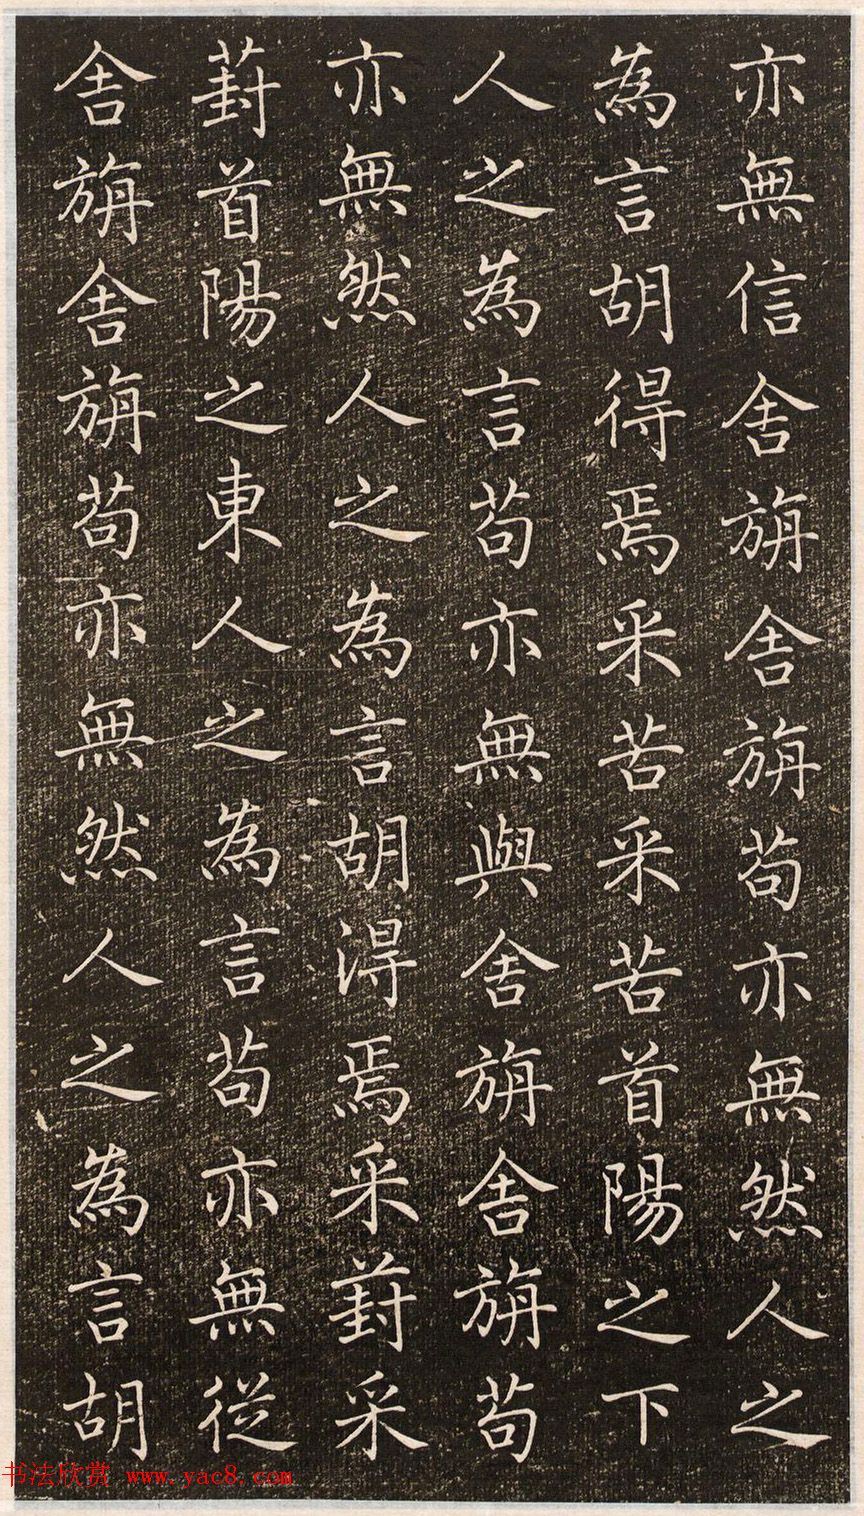 亦無信舍旃舍旃苟亦無然人之
為言胡得焉采苦采苦首陽之下
人之為言苟亦無與舍旃舍旃苟
亦無然人之為言胡得焉采葑采
葑首陽之東人之為言苟亦無從
舍旃舍旃苟亦無然人之為言胡
书法欣赏 www.yac8.com